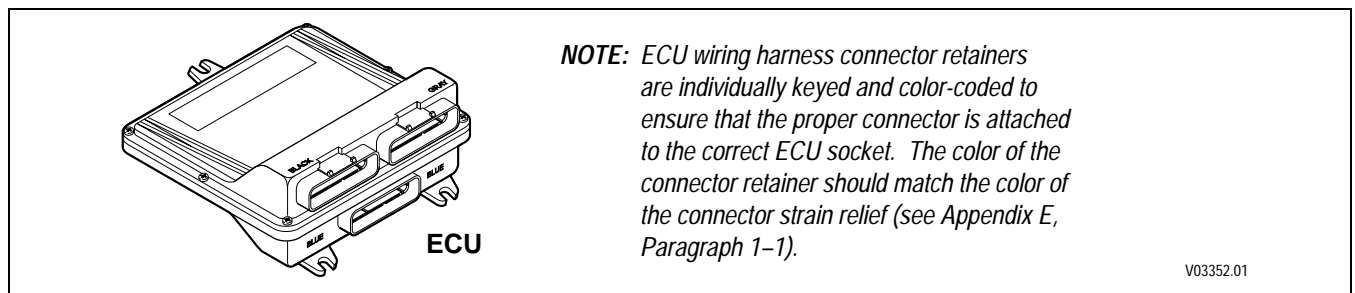 GRAY
BLACK
BLUE
BLUE
ECU
NOTE: ECU wiring harness connector retainers
are individually keyed and color-coded to
ensure that the proper connector is attached
to the correct ECU socket. The color of the
connector retainer should match the color of
the connector strain relief (see Appendix E,
Paragraph 1–1).
V03352.01